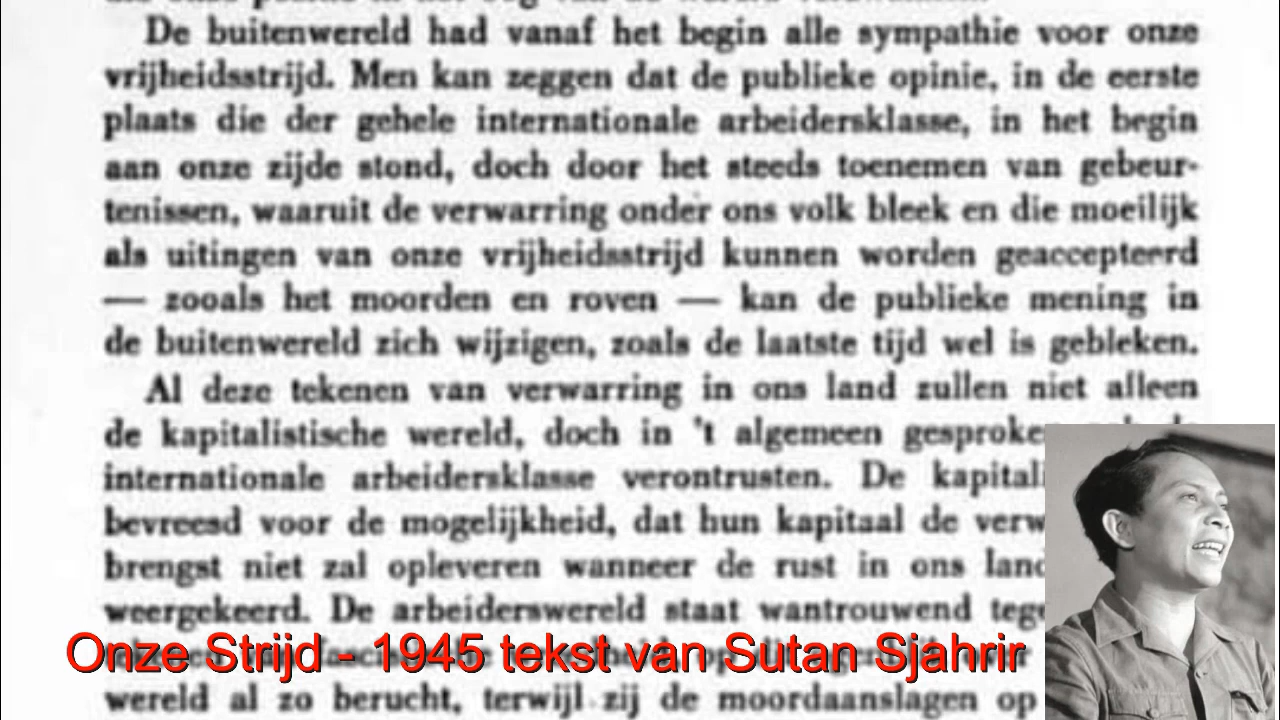 De buitenwereld had vanaf het begin alle sympathie voor onze
vrijheidsstrijd. Men kan zeggen dat de publieke opinie, in de eerste
plaats die der gehele internationale arbeidersklasse, in het begin
aan onze zijde stond, doch door het steeds toenemen van gebeur-
tenissen, waaruit de verwarring onder ons volk bleek en die moeilijk
als uitingen van onze vrijheidsstrijd kunnen worden geaccepteerd
— zooals het moorden en roven — kan de publieke mening in
de buitenwereld zich wijzigen, zoals de laatste tijd wel is gebleken.
Al deze tekenen van verwarring in ons land zullen niet alleen
de kapitalistische wereld, doch in 't algemeen
internationale arbeidersklasse verontrusten. De
bevreesd voor de mogelijkheid, dat hun kapitaal de
brengst niet zal opleveren wanneer de rust in ons
weergekeerd. De arbeiderswereld staat wantrouwend
Onze Strijd - 1945 tekst van Sutan Sjahrir
wereld al zo berucht, terwijl zij de moordaanslagen op